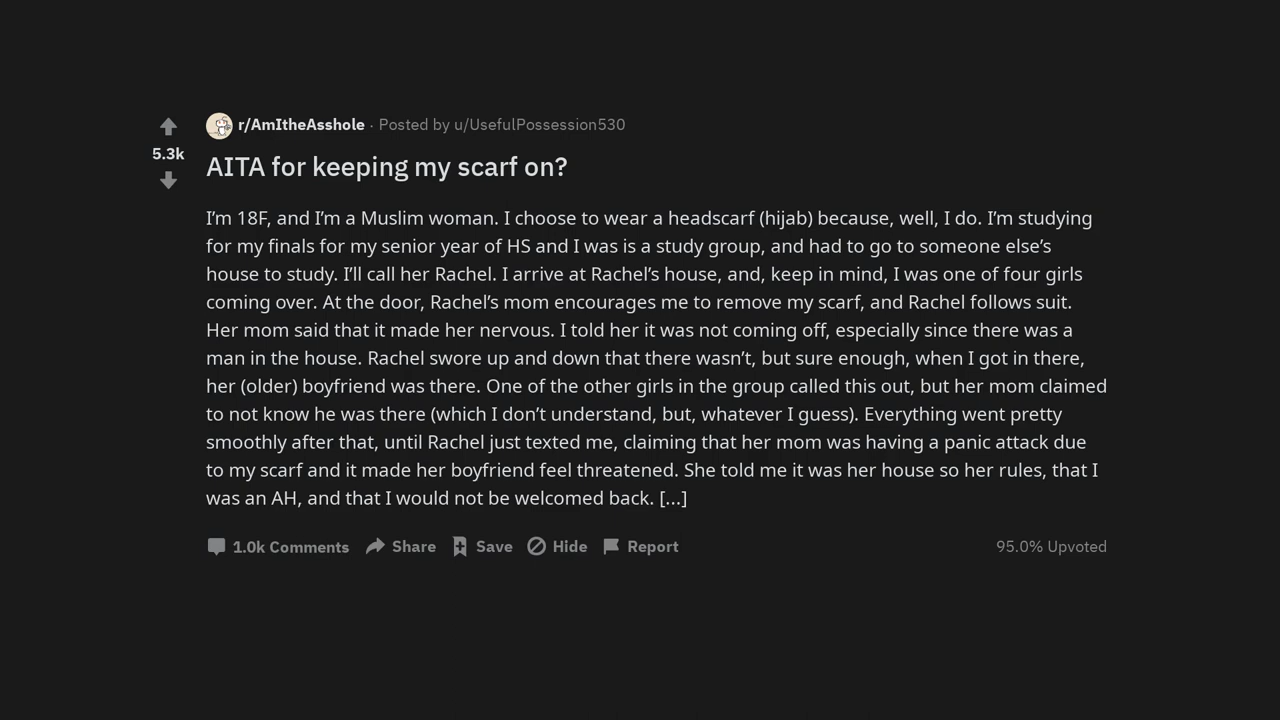 r/AmItheAsshole · Posted by u/UsefulPossession530
5.3k
AITA for keeping my scarf on?
I’m 18F, and I’m a Muslim woman. I choose to wear a headscarf (hijab) because, well, I do. I’m studying
for my finals for my senior year of HS and I was is a study group, and had to go to someone else’s
house to study. I’ll call her Rachel. I arrive at Rachel’s house, and, keep in mind, I was one of four girls
coming over. At the door, Rachel’s mom encourages me to remove my scarf, and Rachel follows suit.
Her mom said that it made her nervous. I told her it was not coming off, especially since there was a
man in the house. Rachel swore up and down that there wasn’t, but sure enough, when I got in there,
her (older) boyfriend was there. One of the other girls in the group called this out, but her mom claimed
to not know he was there (which I don’t understand, but, whatever I guess). Everything went pretty
smoothly after that, until Rachel just texted me, claiming that her mom was having a panic attack due
to my scarf and it made her boyfriend feel threatened. She told me it was her house so her rules, that I
was an AH, and that I would not be welcomed back. [...]
1.0k Comments Share Save Hide Report 95.0% Upvoted